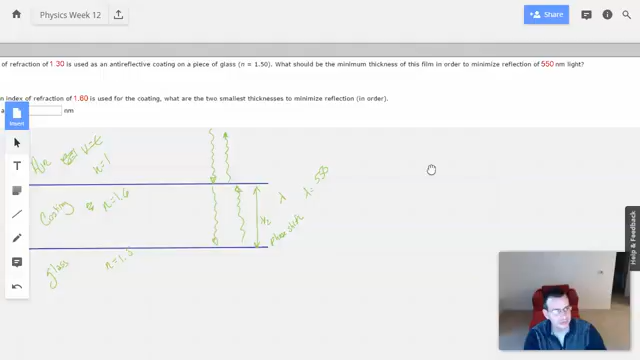 Physics Week 12
Share
of refraction of 1.30 is used as an antireflective coating on a piece of glass (n = 1.50). What should be the minimum thickness of this film in order to minimize reflection of 550 nm light?
n index of refraction of 1.60 is used for the coating, what are the two smallest thicknesses to minimize reflection (in order).
a
nm
Insert
T
Air
n=1
λ
λ=550
Coating
n=1.6
phase shift
glass
n=1.5
Help & Feedback